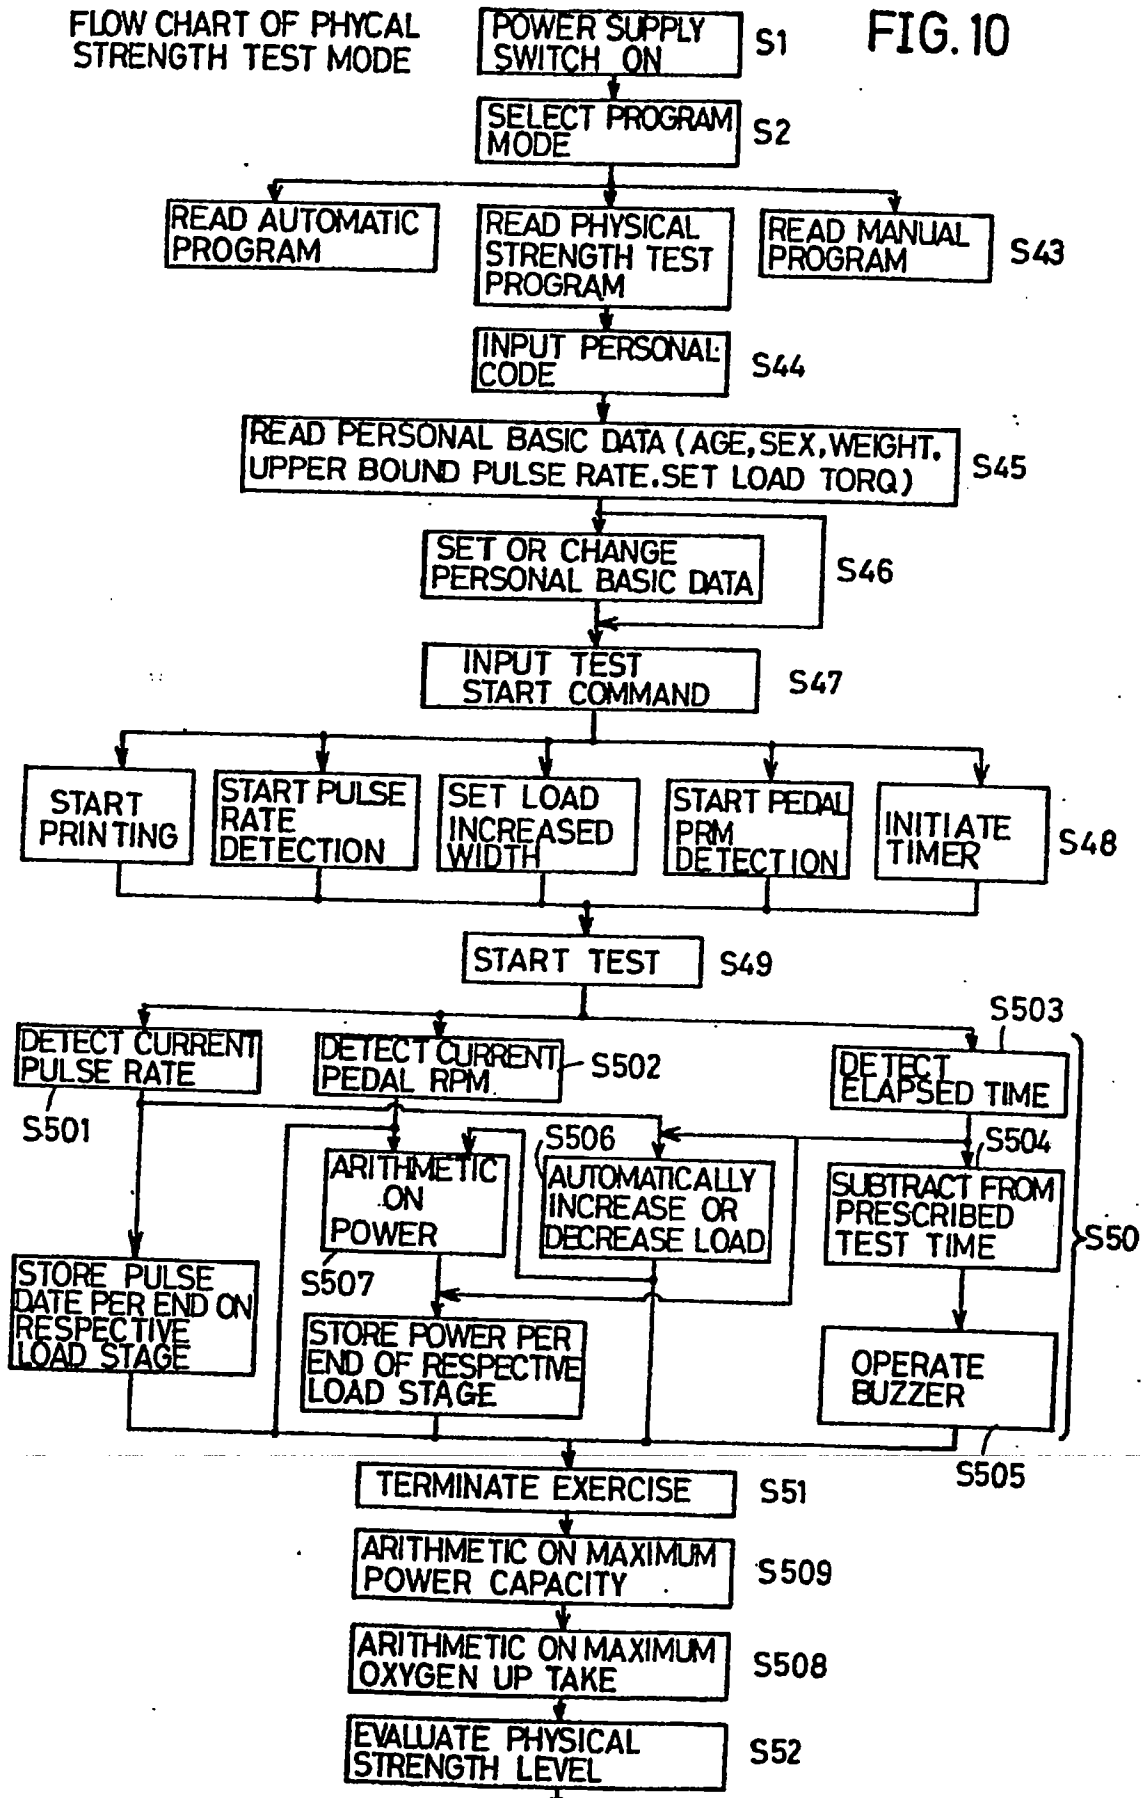 FLOW CHART OF PHYCAL
STRENGTH TEST MODE
FIG. 10
POWER SUPPLY
SWITCH ON
S1
SELECT PROGRAM
MODE
S2
READ AUTOMATIC
PROGRAM
READ PHYSICAL
STRENGTH TEST
PROGRAM
READ MANUAL
PROGRAM
S43
INPUT PERSONAL
CODE
S44
READ PERSONAL BASIC DATA (AGE, SEX, WEIGHT.
UPPER BOUND PULSE RATE. SET LOAD TORQ)
S45
SET OR CHANGE
PERSONAL BASIC DATA
S46
INPUT TEST
START COMMAND
S47
START
PRINTING
START PULSE
RATE
DETECTION
SET LOAD
INCREASED
WIDTH
START PEDAL
PRM
DETECTION
INITIATE
TIMER
S48
START TEST
S49
DETECT CURRENT
PULSE RATE
S501
DETECT CURRENT
PEDAL RPM.
S502
S503
DETECT
ELAPSED TIME
S506
S504
ARITHMETIC
ON
POWER
S507
AUTOMATICALLY
INCREASE OR
DECREASE LOAD
SUBTRACT FROM
PRESCRIBED
TEST TIME
S50
STORE PULSE
DATE PER END ON
RESPECTIVE
LOAD STAGE
STORE POWER PER
END OF RESPECTIVE
LOAD STAGE
OPERATE
BUZZER
S505
TERMINATE EXERCISE
S51
ARITHMETIC ON MAXIMUM
POWER CAPACITY
S509
ARITHMETIC ON MAXIMUM
OXYGEN UP TAKE
S508
EVALUATE PHYSICAL
STRENGTH LEVEL
S52